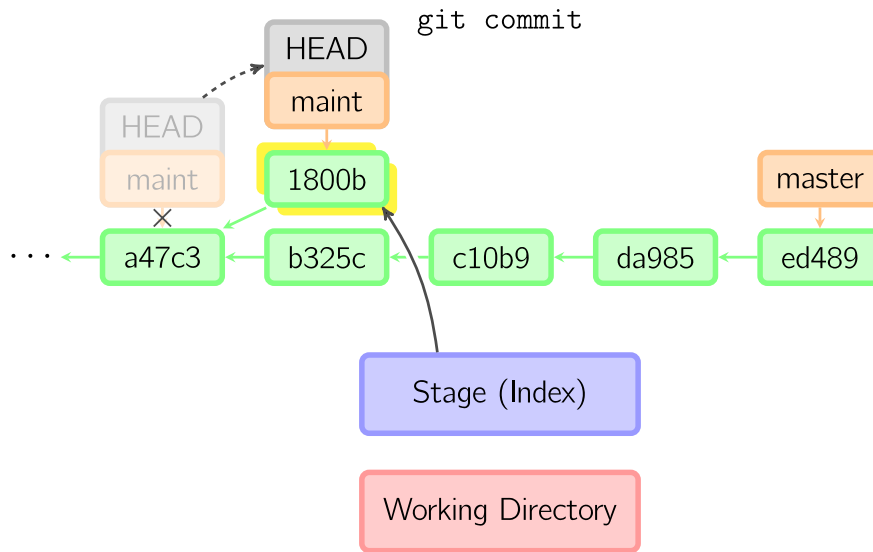 git commit
HEAD
maint
HEAD
maint
1800b
master
... a47c3 b325c c10b9 da985 ed489
Stage (Index)
Working Directory